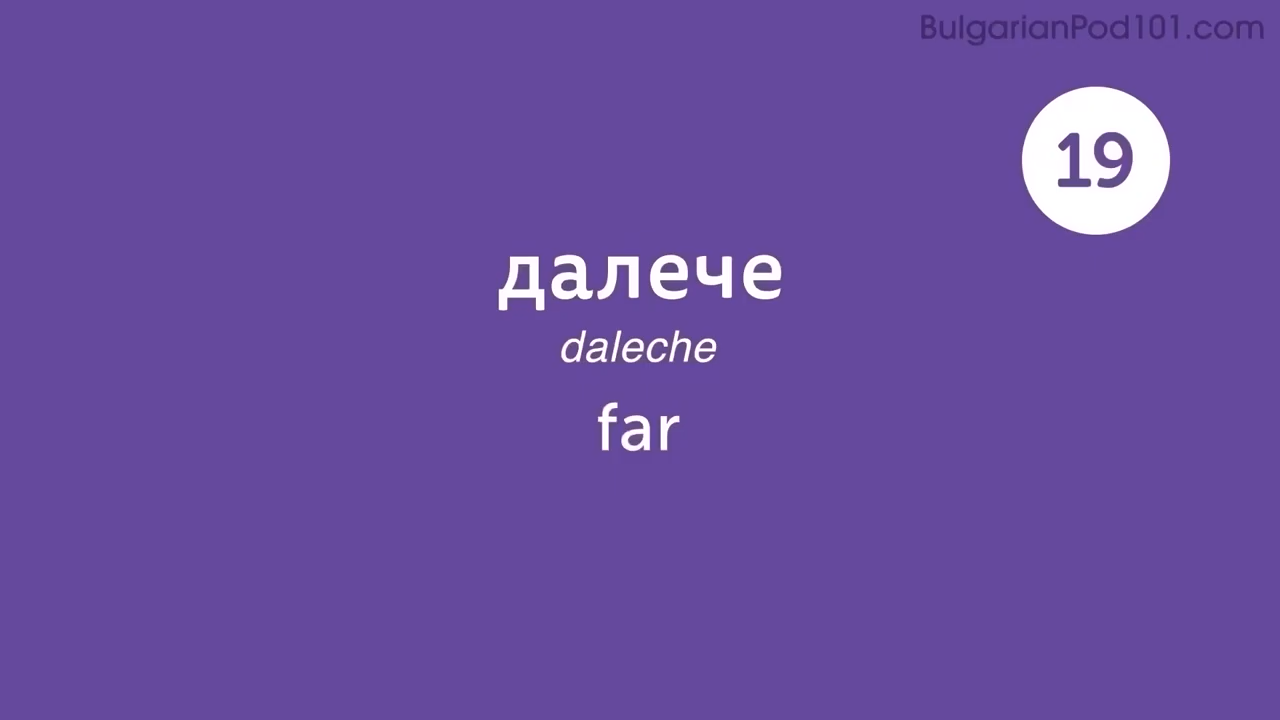 BulgarianPod101.com
19
далече
daleche
far